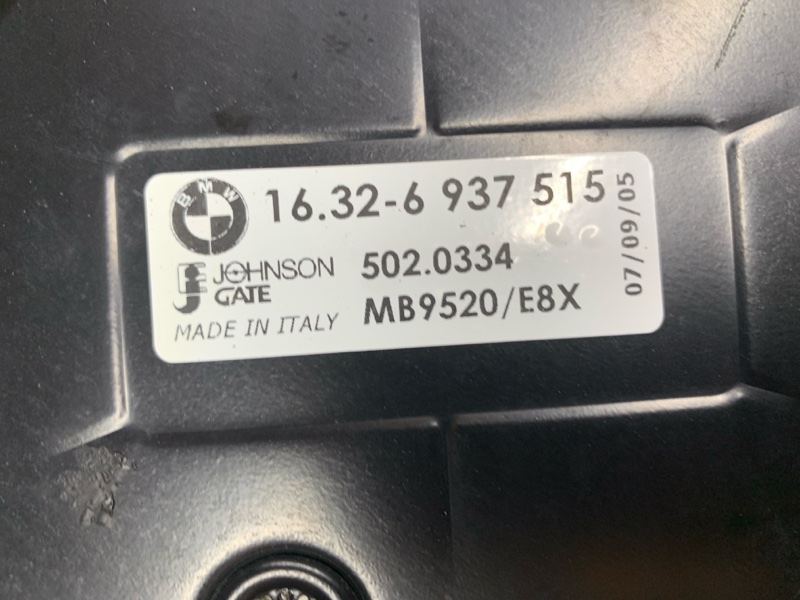 BMW 16.32-6 937 515
JOHNSON GATE 502.0334
MADE IN ITALY MB9520/E8X
07/09/05